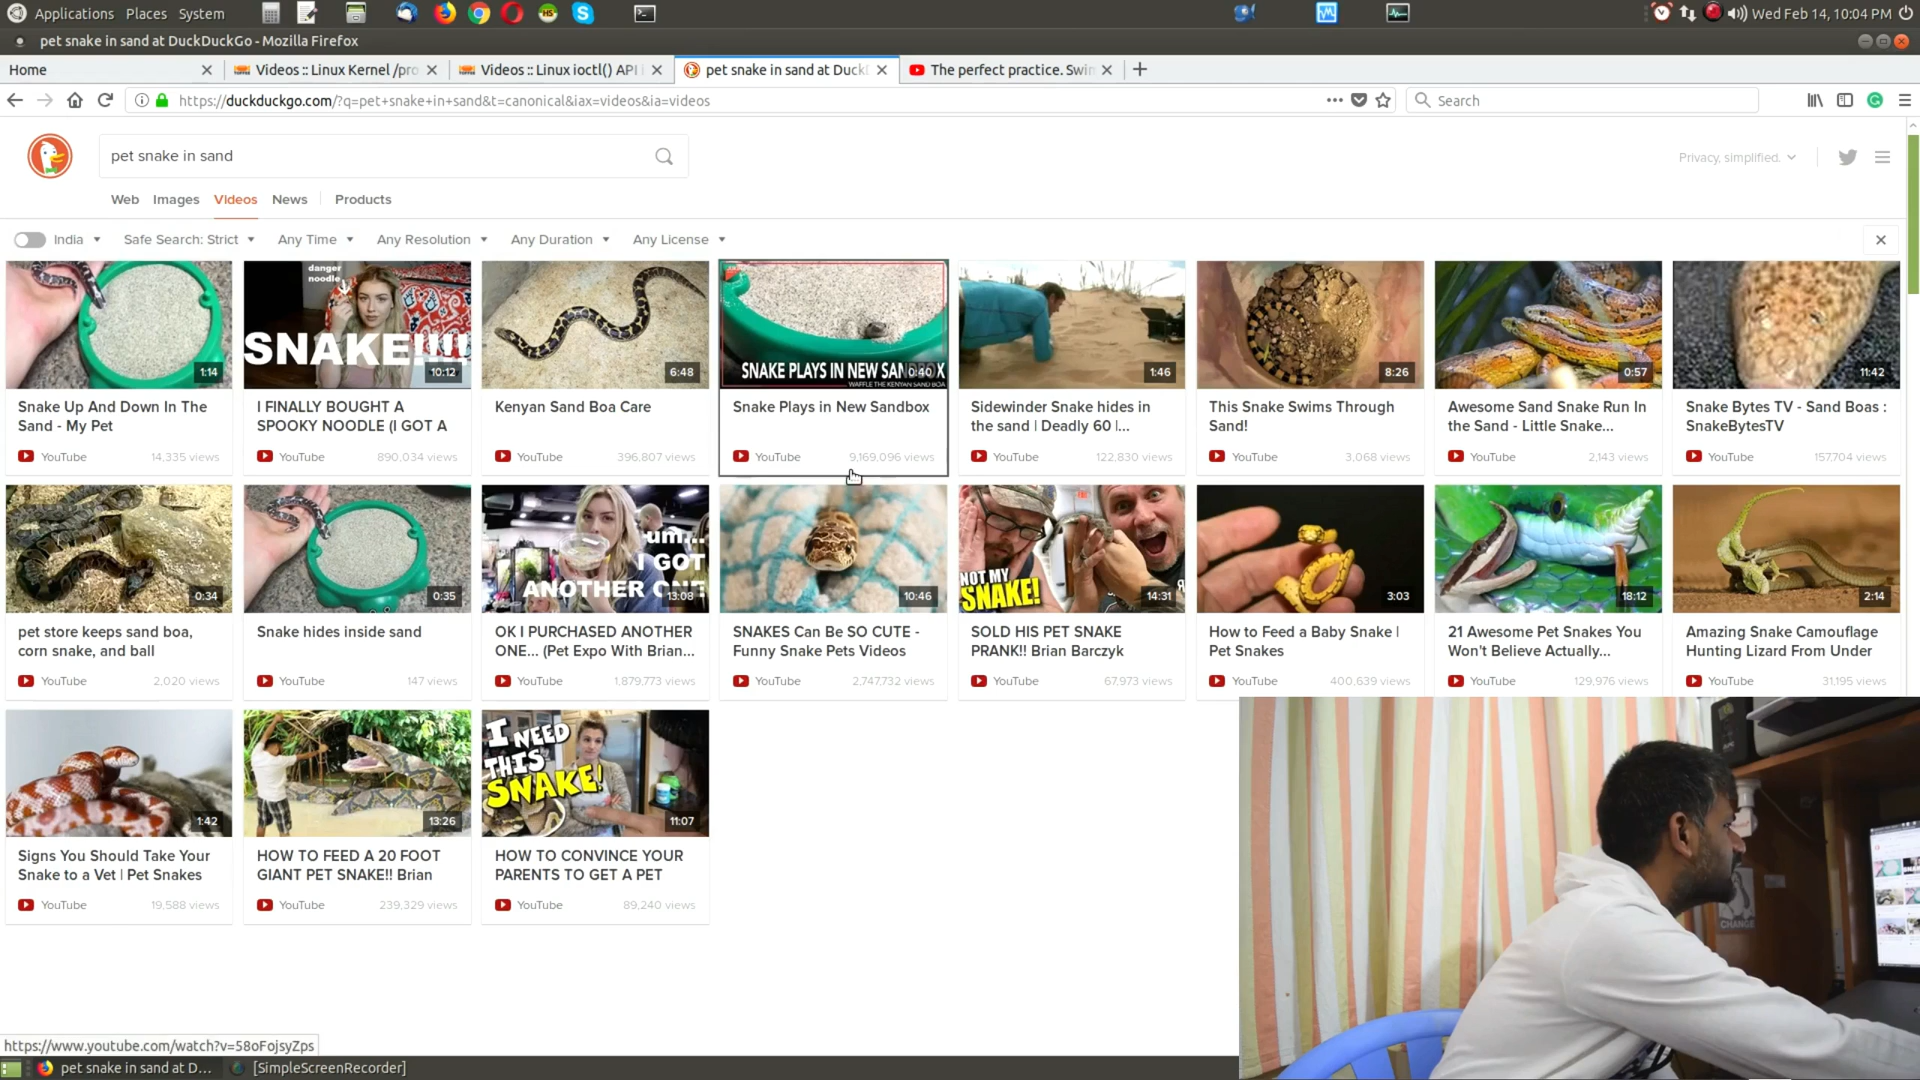 Applications Places System
Wed Feb 14, 10:04 PM
pet snake in sand at DuckDuckGo - Mozilla Firefox
Home
Videos :: Linux Kernel /pro
Videos :: Linux ioctl() API
pet snake in sand at Duck
The perfect practice. Swi
https://duckduckgo.com/?q=pet+snake+in+sand&t=canonical&iax=videos&ia=videos
Search
pet snake in sand
Privacy, simplified.
Web Images Videos News Products
India Safe Search: Strict Any Time Any Resolution Any Duration Any License
1:14
Snake Up And Down In The
Sand - My Pet
YouTube 14,335 views
danger
noodle
SNAKE!!!!
10:12
I FINALLY BOUGHT A
SPOOKY NOODLE (I GOT A
YouTube 890,034 views
6:48
Kenyan Sand Boa Care
YouTube 396,807 views
SNAKE PLAYS IN NEW SAN
0:40
WAFFLE THE KENYAN SAND BOA
Snake Plays in New Sandbox
YouTube 9,169,096 views
1:46
Sidewinder Snake hides in
the sand | Deadly 60 |...
YouTube 122,830 views
8:26
This Snake Swims Through
Sand!
YouTube 3,068 views
0:57
Awesome Sand Snake Run In
the Sand - Little Snake...
YouTube 2,143 views
11:42
Snake Bytes TV - Sand Boas :
SnakeBytesTV
YouTube 157,704 views
0:34
pet store keeps sand boa,
corn snake, and ball
YouTube 2,020 views
0:35
Snake hides inside sand
YouTube 147 views
um...
I GOT
ANOTHER ONE
13:08
OK I PURCHASED ANOTHER
ONE... (Pet Expo With Brian...
YouTube 1,879,773 views
10:46
SNAKES Can Be SO CUTE -
Funny Snake Pets Videos
YouTube 2,747,732 views
NOT MY
SNAKE!
14:31
SOLD HIS PET SNAKE
PRANK!! Brian Barczyk
YouTube 67,973 views
3:03
How to Feed a Baby Snake |
Pet Snakes
YouTube 400,639 views
18:12
21 Awesome Pet Snakes You
Won't Believe Actually...
YouTube 129,976 views
2:14
Amazing Snake Camouflage
Hunting Lizard From Under
YouTube 31,195 views
1:42
Signs You Should Take Your
Snake to a Vet | Pet Snakes
YouTube 19,588 views
13:26
HOW TO FEED A 20 FOOT
GIANT PET SNAKE!! Brian
YouTube 239,329 views
I NEED
THIS
SNAKE!
11:07
HOW TO CONVINCE YOUR
PARENTS TO GET A PET
YouTube 89,240 views
CHANGE
https://www.youtube.com/watch?v=58oFojsyZps
pet snake in sand at D...
[SimpleScreenRecorder]